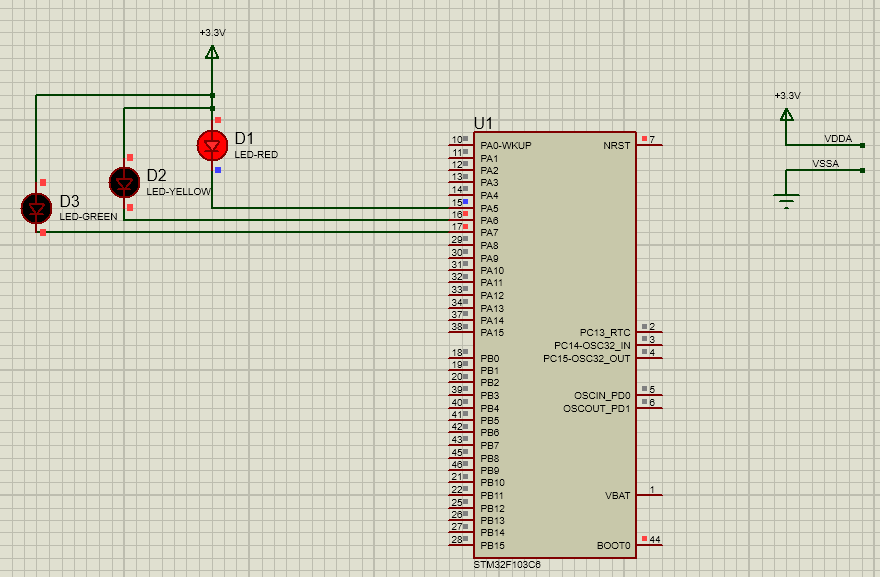 +3.3V
D1
LED-RED
D2
LED-YELLOW
D3
LED-GREEN
U1
10 PA0-WKUP
11 PA1
12 PA2
13 PA3
14 PA4
15 PA5
16 PA6
17 PA7
29 PA8
30 PA9
31 PA10
32 PA11
33 PA12
34 PA13
37 PA14
38 PA15
18 PB0
19 PB1
20 PB2
39 PB3
40 PB4
41 PB5
42 PB6
43 PB7
45 PB8
46 PB9
21 PB10
22 PB11
25 PB12
26 PB13
27 PB14
28 PB15
NRST 7
PC13_RTC 2
PC14-OSC32_IN 3
PC15-OSC32_OUT 4
OSCIN_PD0 5
OSCOUT_PD1 6
VBAT 1
BOOT0 44
STM32F103C6
+3.3V
VDDA
VSSA